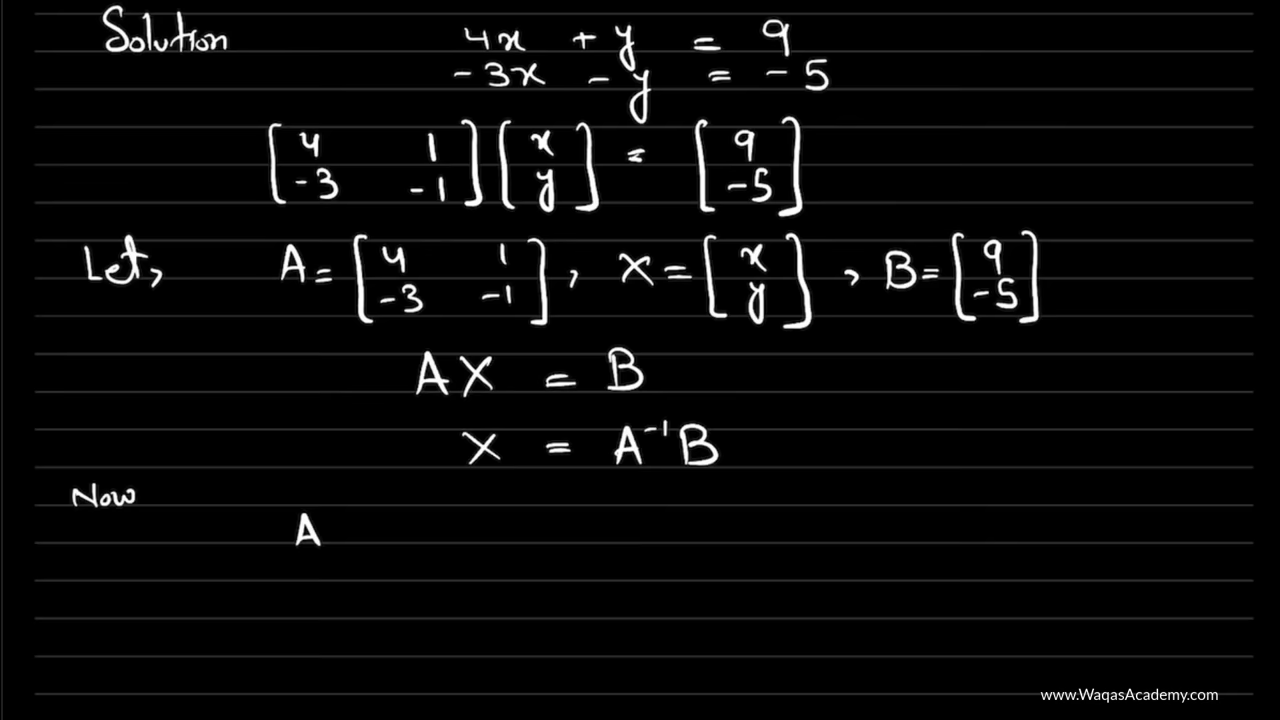 Solution 4x + y = 9
-3x - y = -5
[4 1
-3 -1] [x
y] = [9
-5]
Let, A = [4 1
-3 -1], X = [x
y], B = [9
-5]
AX = B
X = A⁻¹B
Now
A
www.WaqasAcademy.com